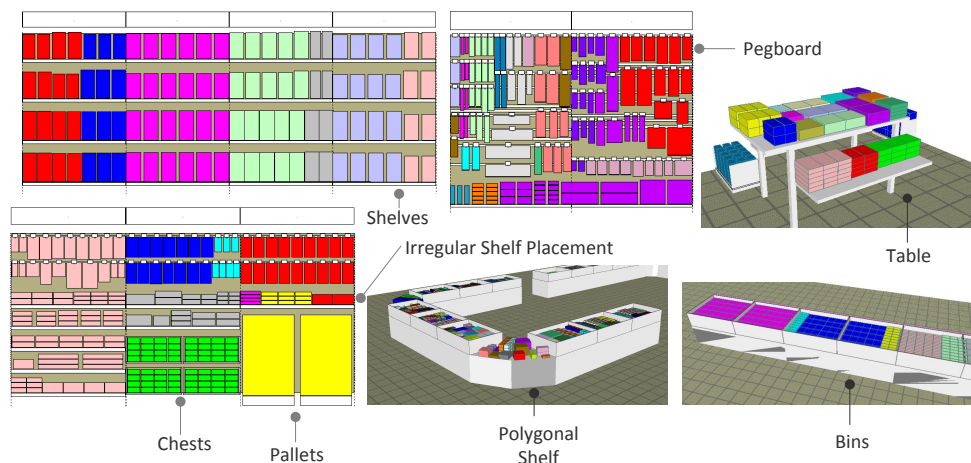 Pegboard
Shelves
Irregular Shelf Placement
Table
Chests
Pallets
Polygonal
Shelf
Bins